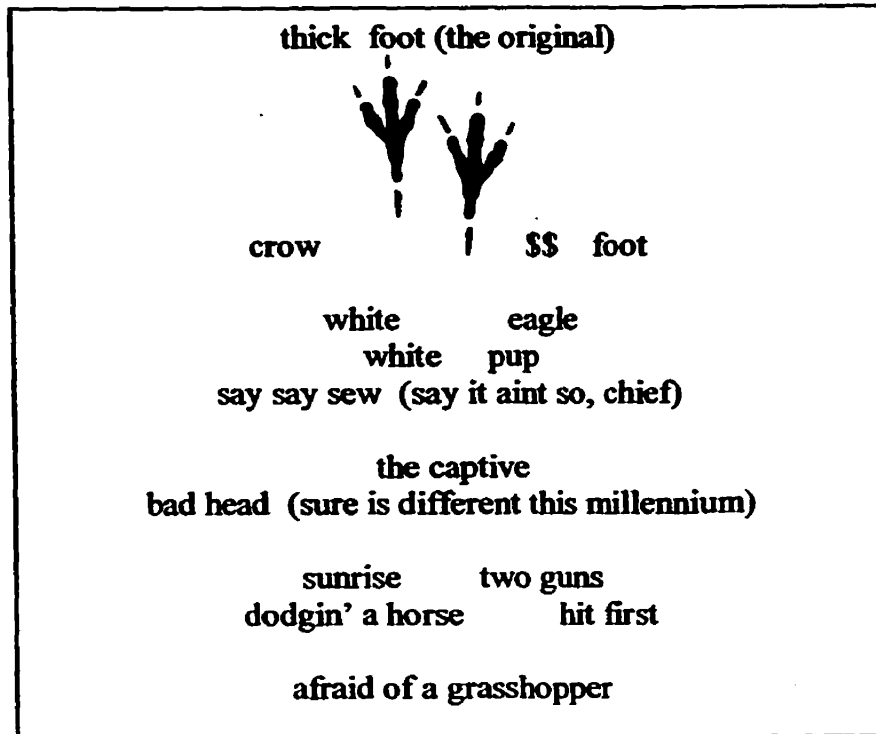 thick foot (the original)
crow $$ foot
white eagle
white pup
say say sew (say it aint so, chief)
the captive
bad head (sure is different this millennium)
sunrise two guns
dodgin' a horse hit first
afraid of a grasshopper